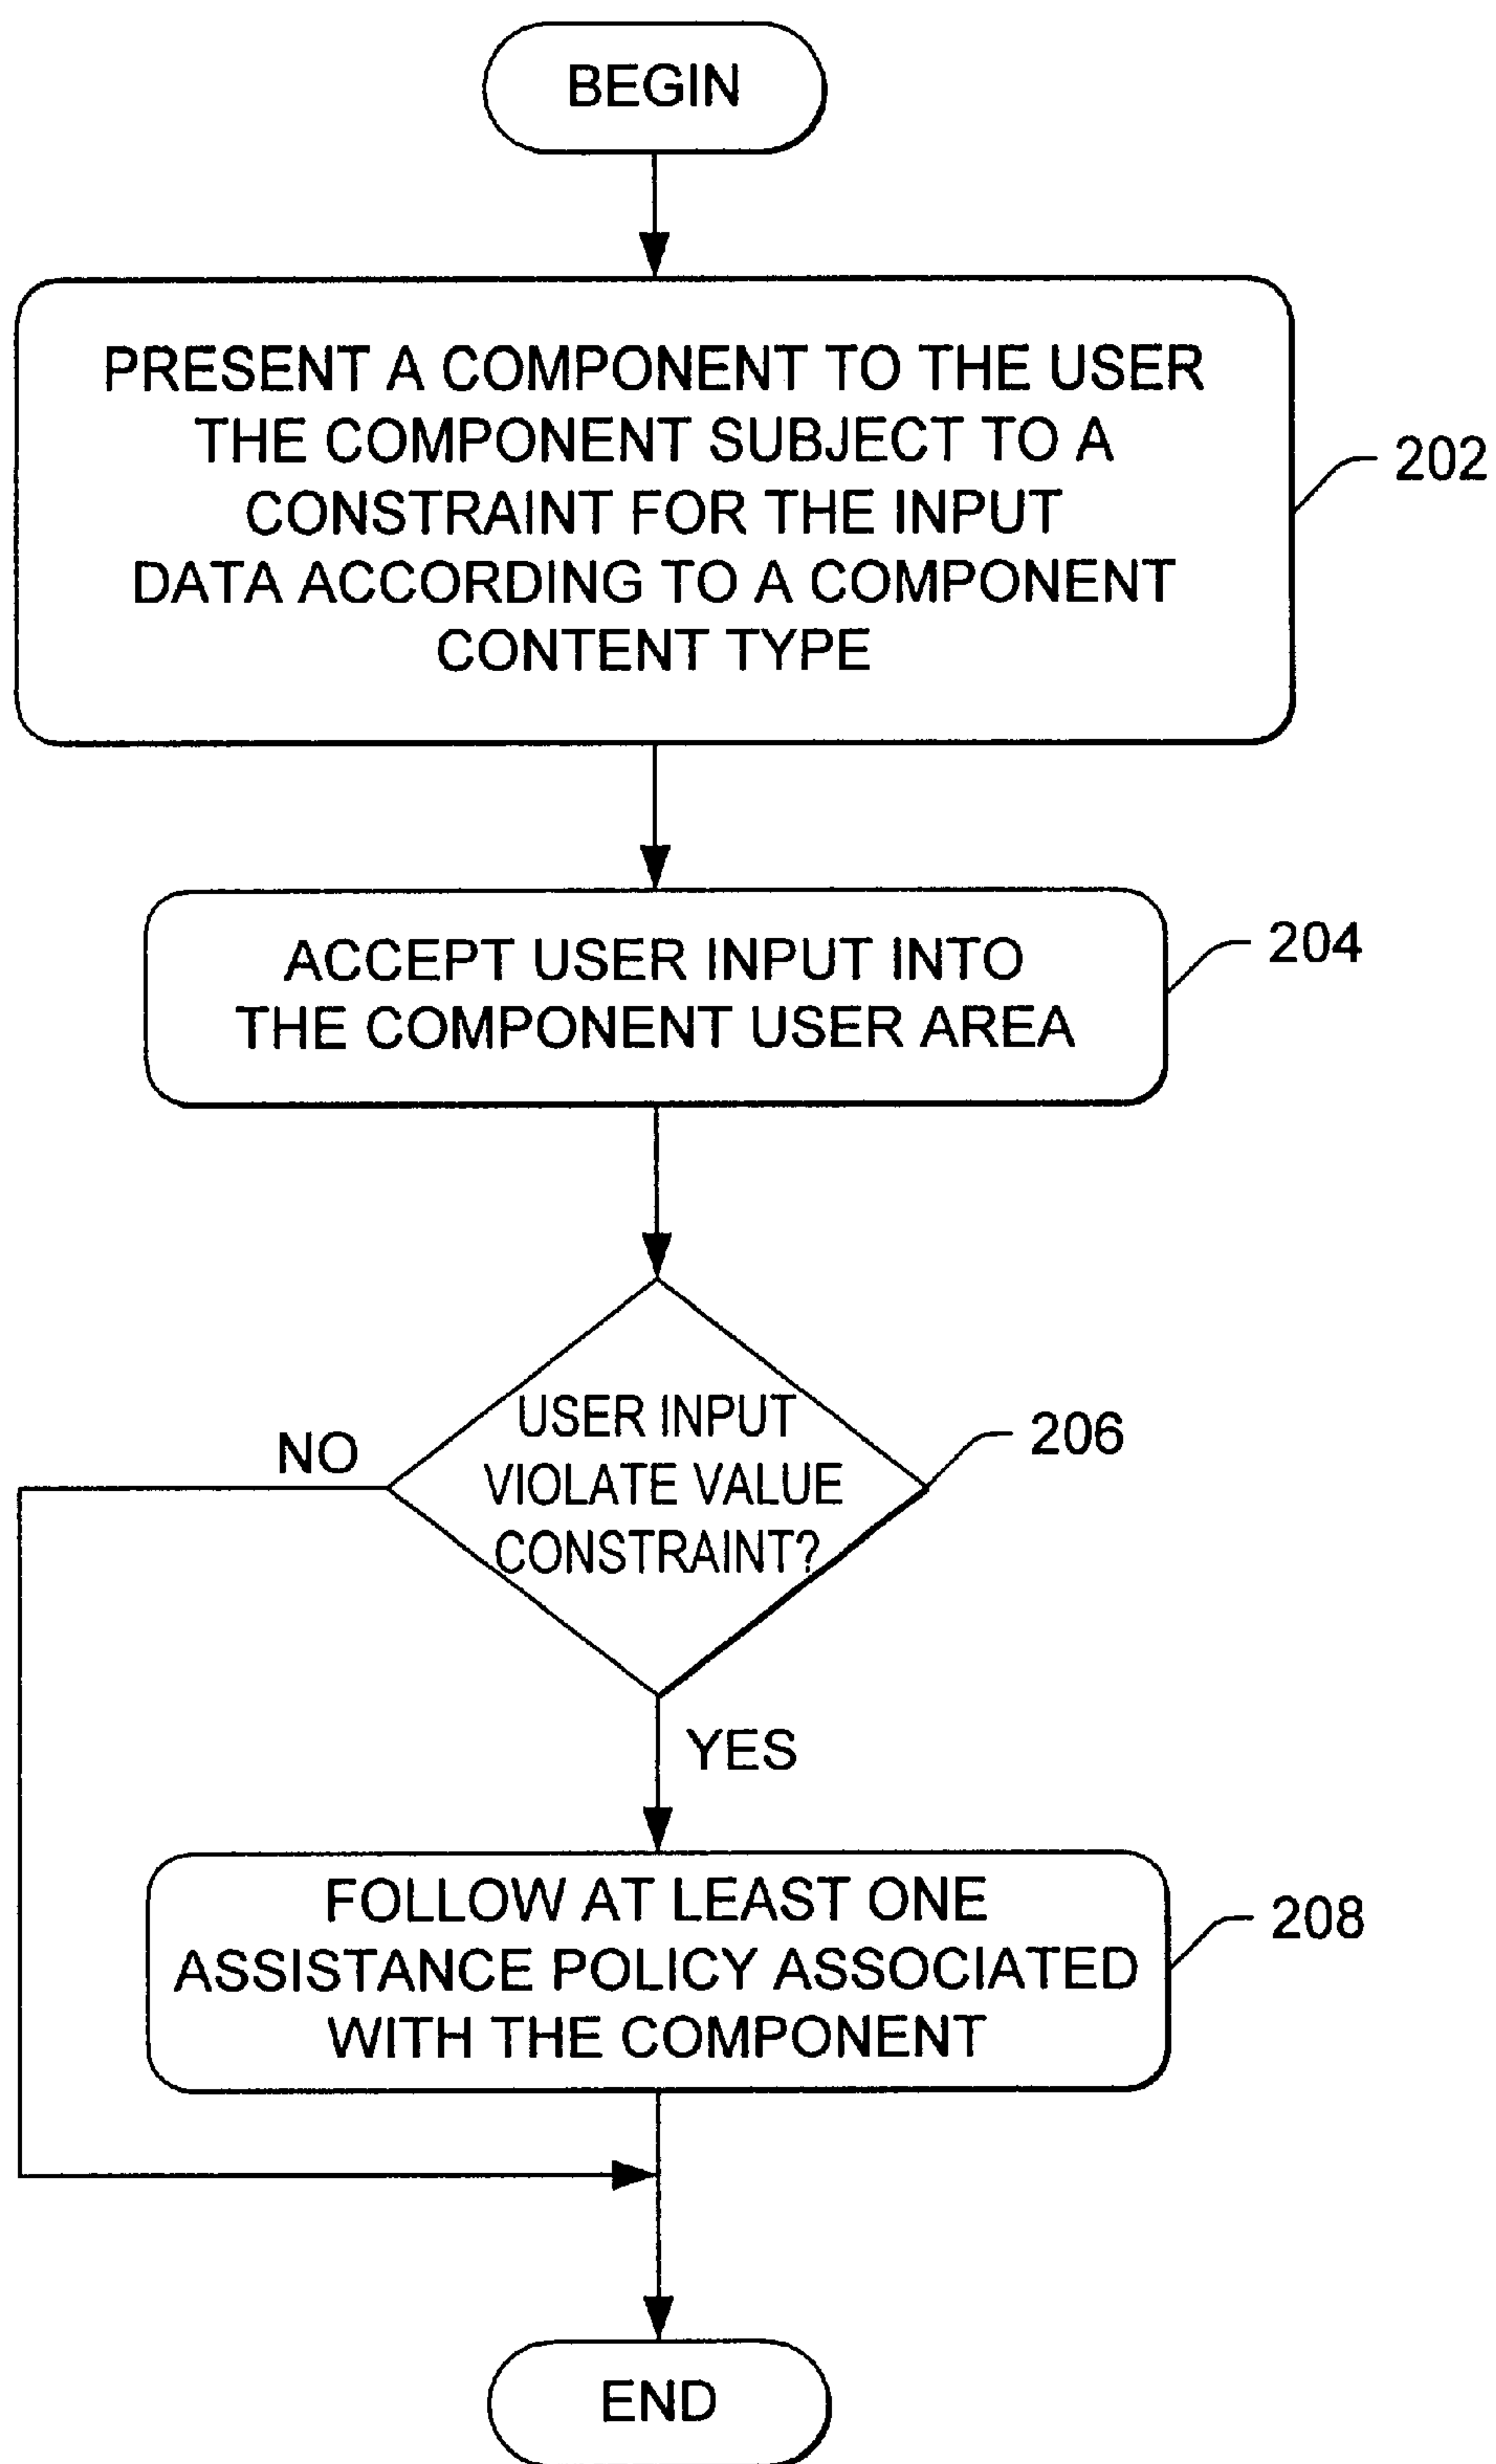 BEGIN
PRESENT A COMPONENT TO THE USER
THE COMPONENT SUBJECT TO A
CONSTRAINT FOR THE INPUT
DATA ACCORDING TO A COMPONENT
CONTENT TYPE
202
ACCEPT USER INPUT INTO
THE COMPONENT USER AREA
204
USER INPUT
VIOLATE VALUE
CONSTRAINT?
206
NO
YES
FOLLOW AT LEAST ONE
ASSISTANCE POLICY ASSOCIATED
WITH THE COMPONENT
208
END